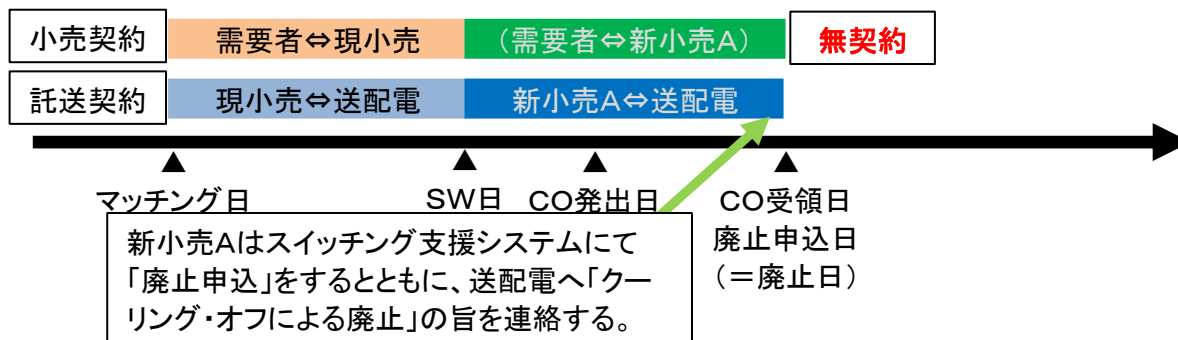 小売契約 需要者⇔現小売 (需要者⇔新小売A) 無契約
託送契約 現小売⇔送配電 新小売A⇔送配電
マッチング日 SW日 CO発出日 CO受領日
廃止申込日
(=廃止日)
新小売Aはスイッチング支援システムにて
「廃止申込」をするとともに、送配電へ「クー
リング・オフによる廃止」の旨を連絡する。